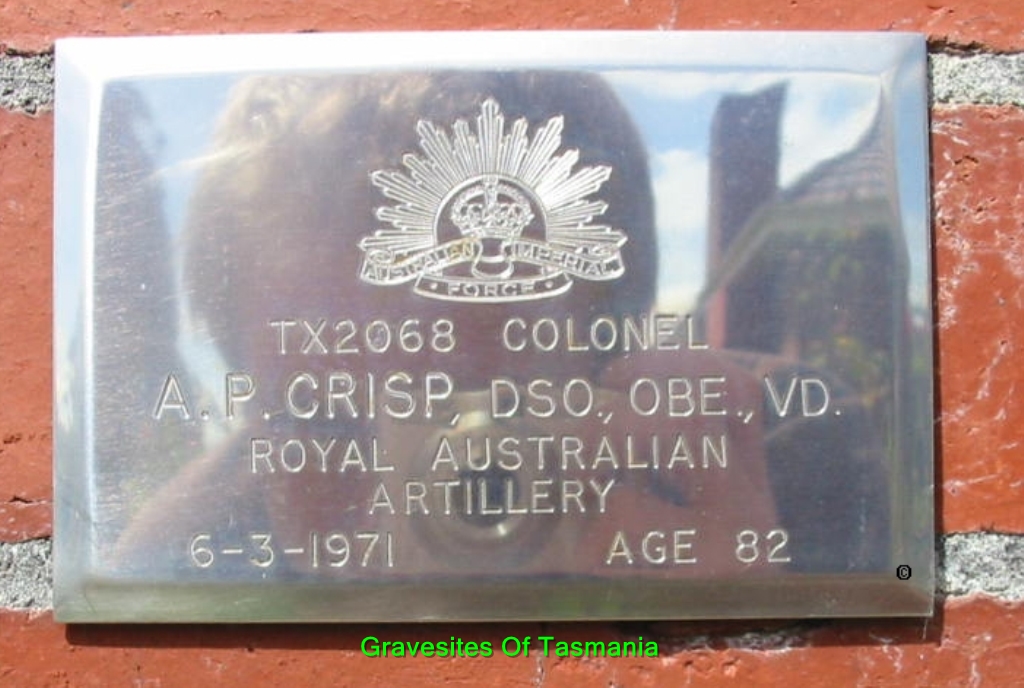 AUSTRALIAN IMPERIAL
· FORCE ·
TX2068 COLONEL
A.P. CRISP, DSO., OBE., VD.
ROYAL AUSTRALIAN
ARTILLERY
6-3-1971 AGE 82
©
Gravesites Of Tasmania